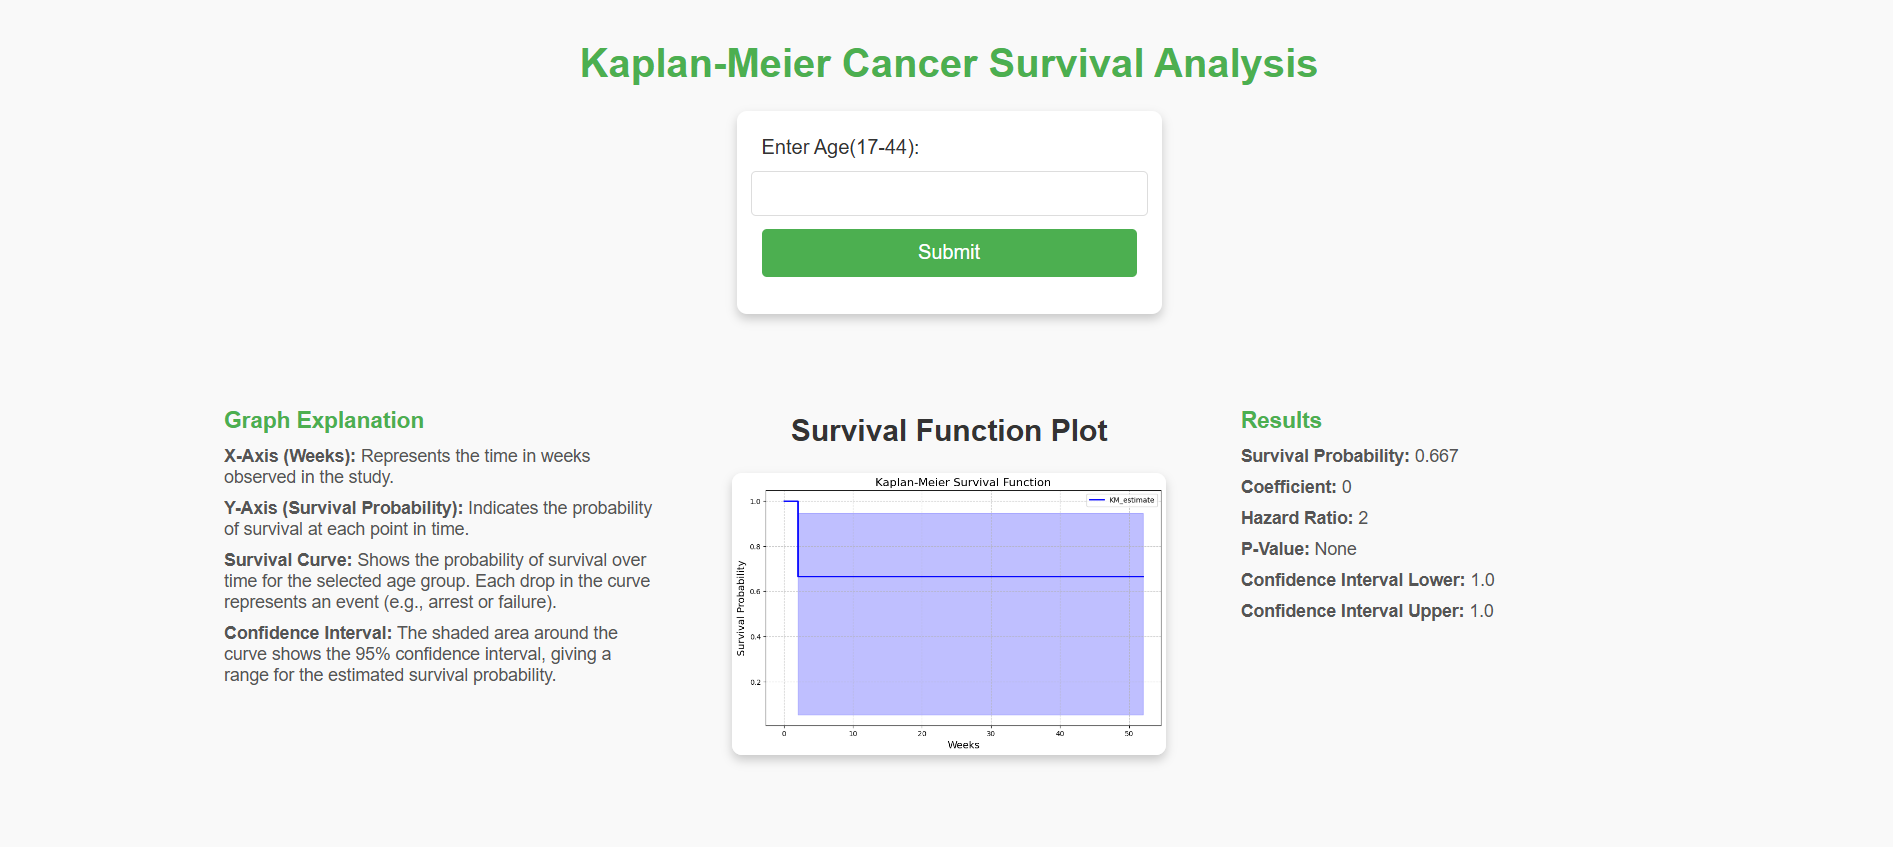 Kaplan-Meier Cancer Survival Analysis
Enter Age(17-44):
Submit
Graph Explanation
X-Axis (Weeks): Represents the time in weeks
observed in the study.
Y-Axis (Survival Probability): Indicates the probability
of survival at each point in time.
Survival Curve: Shows the probability of survival over
time for the selected age group. Each drop in the curve
represents an event (e.g., arrest or failure).
Confidence Interval: The shaded area around the
curve shows the 95% confidence interval, giving a
range for the estimated survival probability.
Survival Function Plot
Kaplan-Meier Survival Function
KM_estimate
Survival Probability
1.0
0.8
0.6
0.4
0.2
0 10 20 30 40 50
Weeks
Results
Survival Probability: 0.667
Coefficient: 0
Hazard Ratio: 2
P-Value: None
Confidence Interval Lower: 1.0
Confidence Interval Upper: 1.0